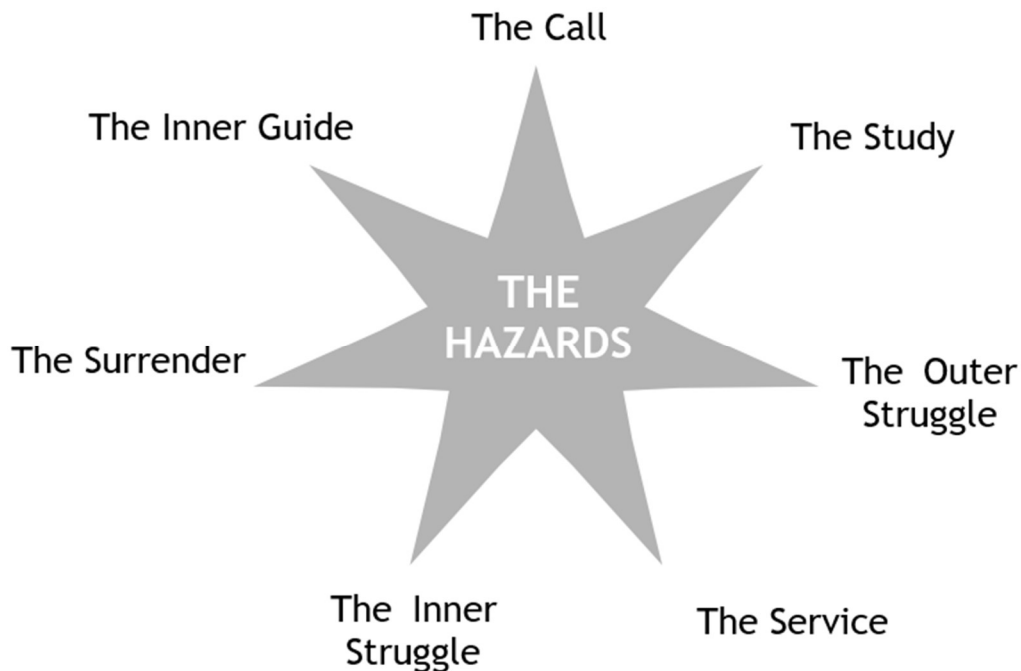 The Call
The Inner Guide
The Study
THE
HAZARDS
The Surrender
The Outer
Struggle
The Inner
Struggle
The Service